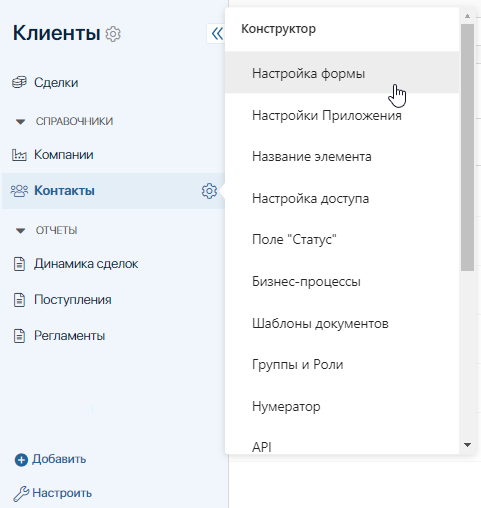 Клиенты
Сделки
СПРАВОЧНИКИ
Компании
Контакты
ОТЧЕТЫ
Динамика сделок
Поступления
Регламенты
Добавить
Настроить
Конструктор
Настройка формы
Настройки Приложения
Название элемента
Настройка доступа
Поле "Статус"
Бизнес-процессы
Шаблоны документов
Группы и Роли
Нумератор
API